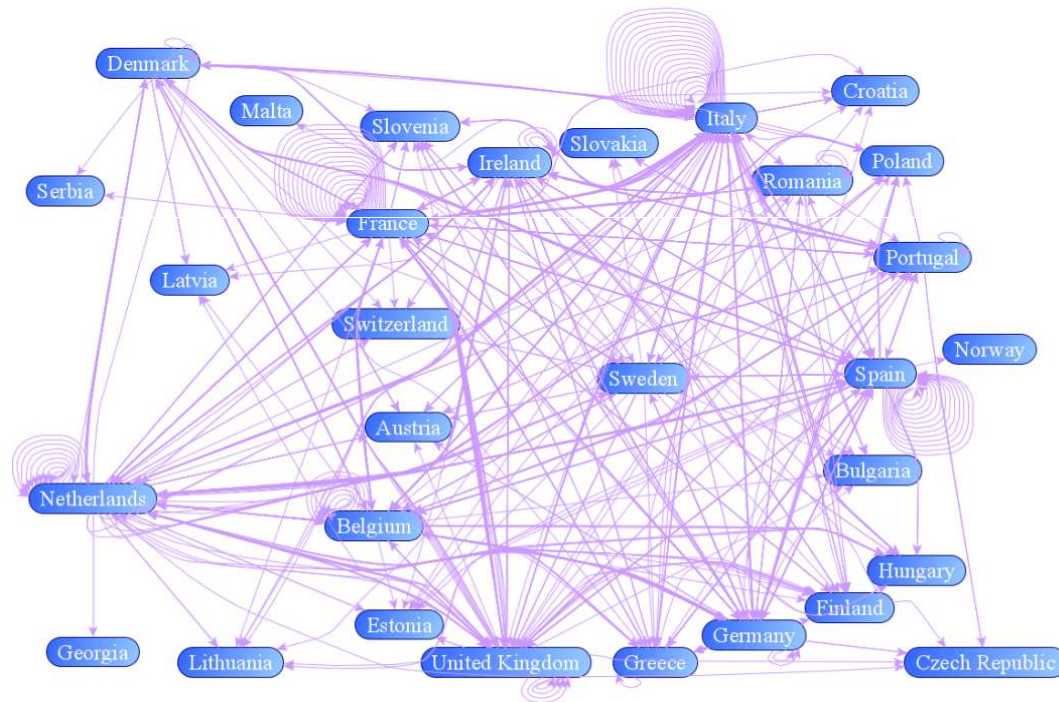 Denmark
Malta
Slovenia
Ireland
Slovakia
Italy
Croatia
Serbia
France
Romania
Poland
Latvia
Portugal
Switzerland
Norway
Sweden
Spain
Austria
Netherlands
Belgium
Bulgaria
Hungary
Finland
Estonia
Germany
Georgia
Lithuania
United Kingdom
Greece
Czech Republic